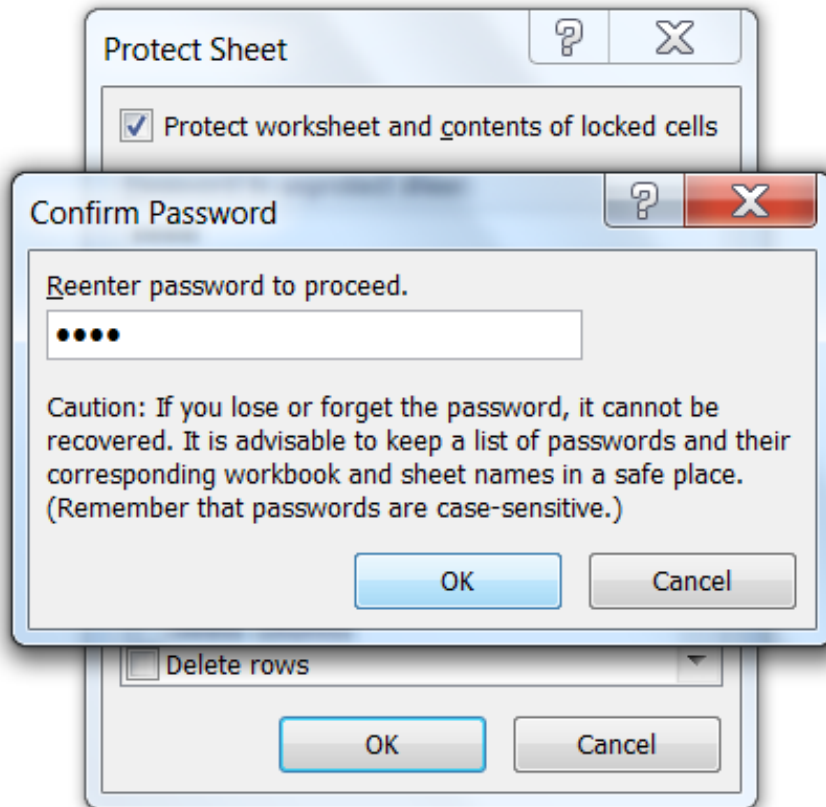 Protect Sheet
Protect worksheet and contents of locked cells
Confirm Password
Reenter password to proceed.
••••
Caution: If you lose or forget the password, it cannot be
recovered. It is advisable to keep a list of passwords and their
corresponding workbook and sheet names in a safe place.
(Remember that passwords are case-sensitive.)
OK Cancel
Delete rows
OK Cancel